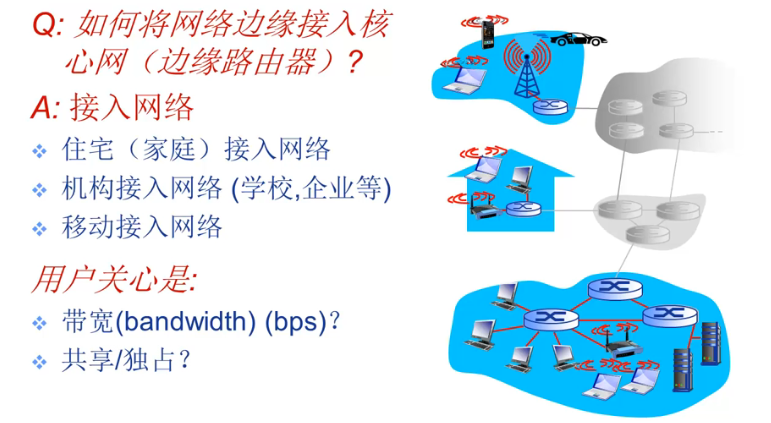 Q: 如何将网络边缘接入核
心网（边缘路由器）?
A: 接入网络
住宅（家庭）接入网络
机构接入网络 (学校,企业等)
移动接入网络
用户关心是:
带宽(bandwidth) (bps)?
共享/独占?